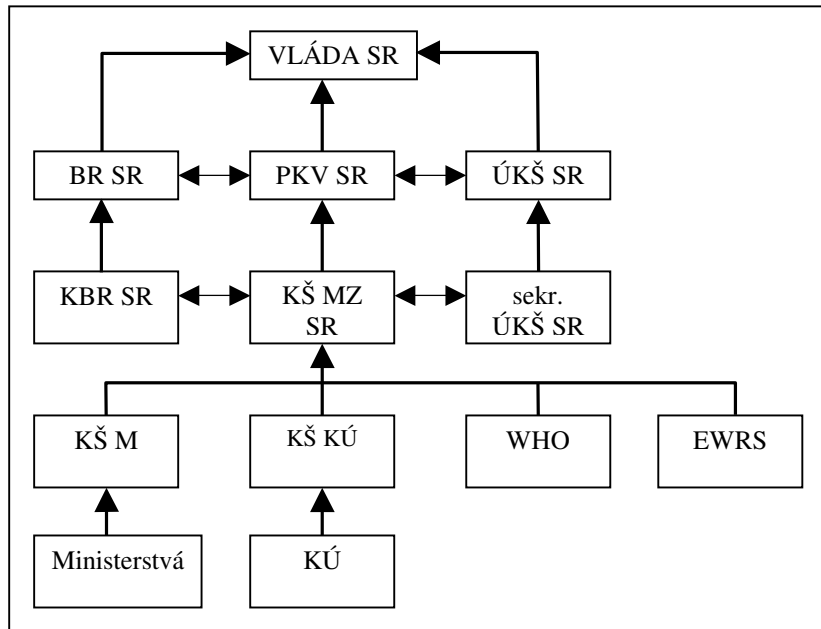 VLÁDA SR
BR SR
PKV SR
ÚKŠ SR
KBR SR
KŠ MZ
SR
sekr.
ÚKŠ SR
KŠ M
KŠ KÚ
WHO
EWRS
Ministerstvá
KÚ